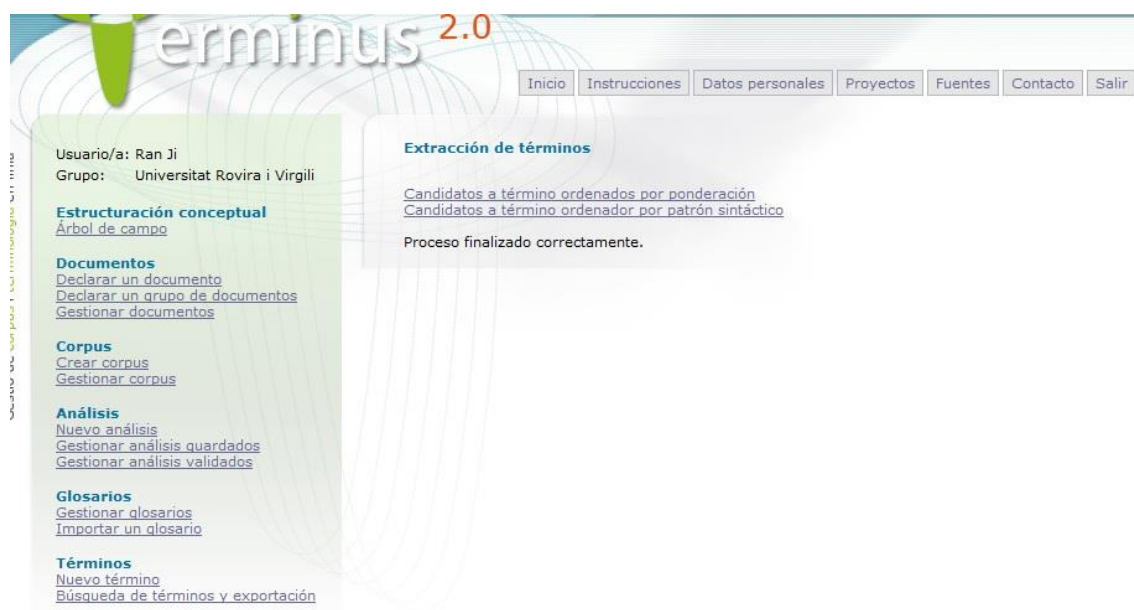 erminus 2.0
Inicio Instrucciones Datos personales Proyectos Fuentes Contacto Salir
Usuario/a: Ran Ji
Grupo: Universitat Rovira i Virgili
Estructuración conceptual
Árbol de campo
Documentos
Declarar un documento
Declarar un grupo de documentos
Gestionar documentos
Corpus
Crear corpus
Gestionar corpus
Análisis
Nuevo análisis
Gestionar análisis guardados
Gestionar análisis validados
Glosarios
Gestionar glosarios
Importar un glosario
Términos
Nuevo término
Búsqueda de términos y exportación
Extracción de términos
Candidatos a término ordenados por ponderación
Candidatos a término ordenador por patrón sintáctico
Proceso finalizado correctamente.